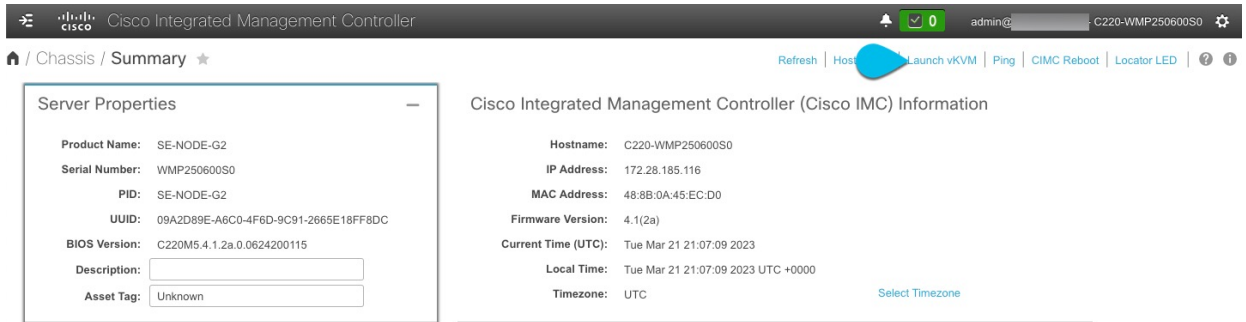 cisco Cisco Integrated Management Controller 0 admin@ C220-WMP250600S0
/ Chassis / Summary Refresh | Host | Launch vKVM | Ping | CIMC Reboot | Locator LED | ? i
Server Properties
Product Name: SE-NODE-G2
Serial Number: WMP250600S0
PID: SE-NODE-G2
UUID: 09A2D89E-A6C0-4F6D-9C91-2665E18FF8DC
BIOS Version: C220M5.4.1.2a.0.0624200115
Description:
Asset Tag: Unknown
Cisco Integrated Management Controller (Cisco IMC) Information
Hostname: C220-WMP250600S0
IP Address: 172.28.185.116
MAC Address: 48:8B:0A:45:EC:D0
Firmware Version: 4.1(2a)
Current Time (UTC): Tue Mar 21 21:07:09 2023
Local Time: Tue Mar 21 21:07:09 2023 UTC +0000
Timezone: UTC Select Timezone